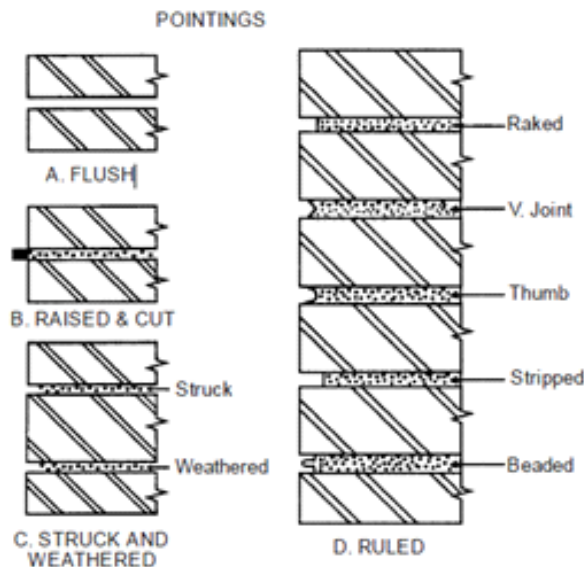 POINTINGS
A. FLUSH
B. RAISED & CUT
Struck
Weathered
C. STRUCK AND
WEATHERED
Raked
V. Joint
Thumb
Stripped
Beaded
D. RULED